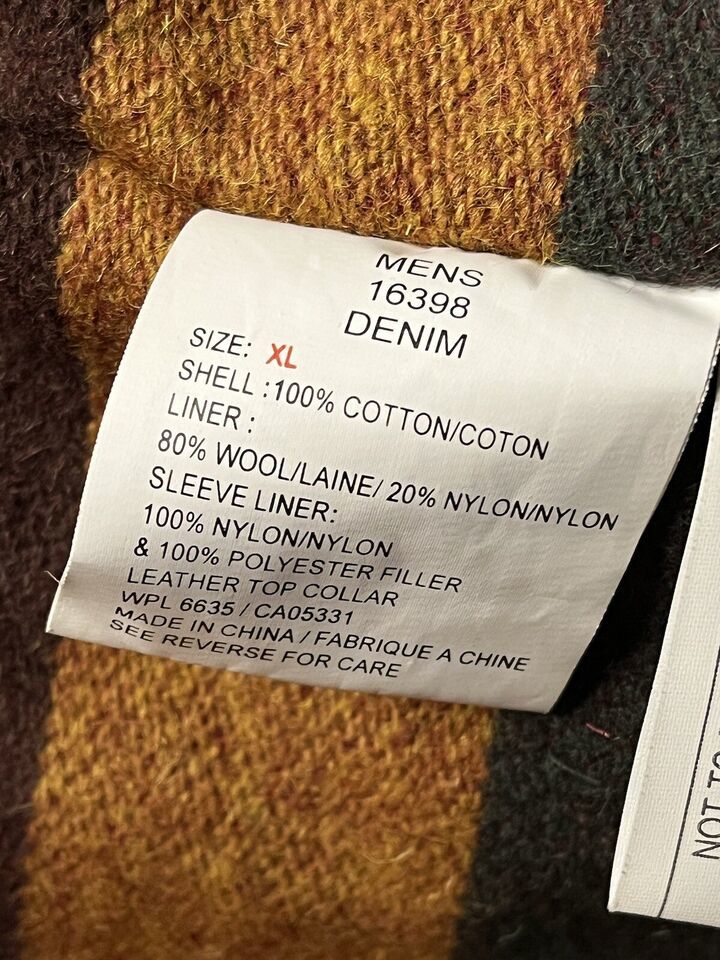 MENS
16398
DENIM
SIZE: XL
SHELL :100% COTTON/COTON
LINER :
80% WOOL/LAINE/ 20% NYLON/NYLON
SLEEVE LINER:
100% NYLON/NYLON
& 100% POLYESTER FILLER
LEATHER TOP COLLAR
WPL 6635 / CA05331
MADE IN CHINA / FABRIQUE A CHINE
SEE REVERSE FOR CARE
NOT TO